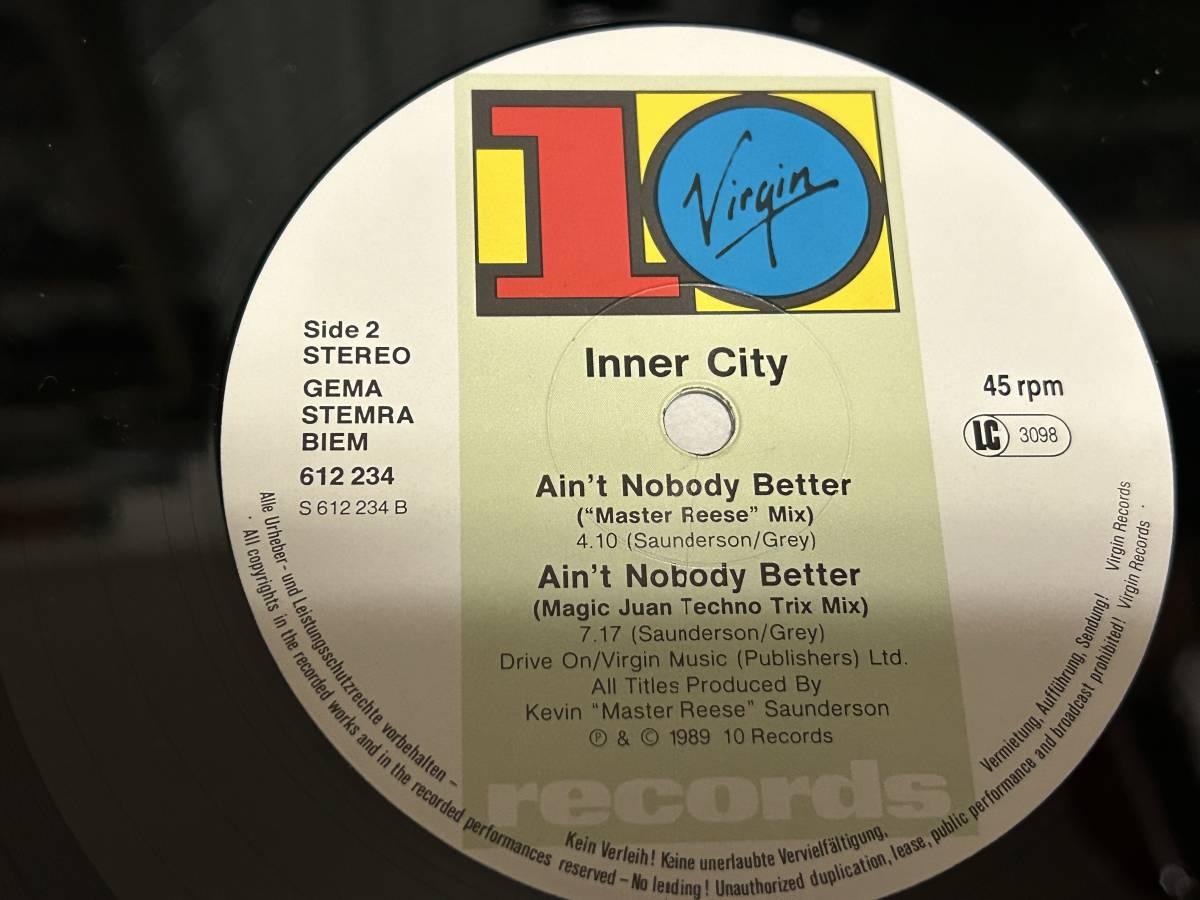 10
Virgin
Side 2
STEREO
GEMA
STEMRA
BIEM
612 234
S 612 234 B
Inner City
45 rpm
LC 3098
Ain't Nobody Better
("Master Reese" Mix)
4.10 (Saunderson/Grey)
Ain't Nobody Better
(Magic Juan Techno Trix Mix)
7.17 (Saunderson/Grey)
Drive On/Virgin Music (Publishers) Ltd.
All Titles Produced By
Kevin "Master Reese" Saunderson
℗ & © 1989 10 Records
records
Alle Urheber- und Leistungsschutzrechte vorbehalten – Kein Verleih! Keine unerlaubte Vervielfältigung, Vermietung, Aufführung, Sendung! Virgin Records
· All copyrights in the recorded works and in the recorded performances reserved – No lending! Unauthorized duplication, lease, public performance and broadcast prohibited! Virgin Records ·